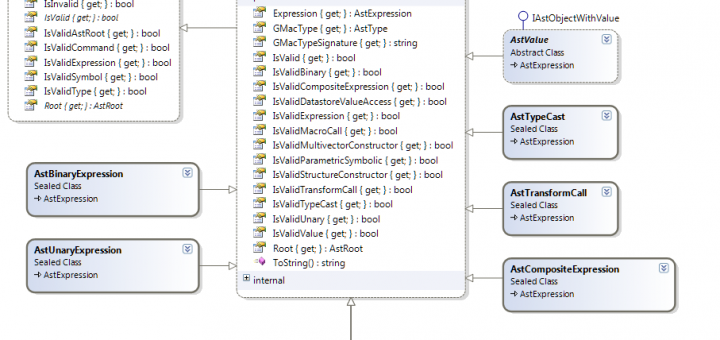 IsInvalid { get; } : bool
IsValid { get; } : bool
IsValidAstRoot { get; } : bool
IsValidCommand { get; } : bool
IsValidExpression { get; } : bool
IsValidSymbol { get; } : bool
IsValidType { get; } : bool
Root { get; } : AstRoot
AstBinaryExpression
Sealed Class
AstExpression
AstUnaryExpression
Sealed Class
AstExpression
Expression { get; } : AstExpression
GMacType { get; } : AstType
GMacTypeSignature { get; } : string
IsValid { get; } : bool
IsValidBinary { get; } : bool
IsValidCompositeExpression { get; } : bool
IsValidDatastoreValueAccess { get; } : bool
IsValidExpression { get; } : bool
IsValidMacroCall { get; } : bool
IsValidMultivectorConstructor { get; } : bool
IsValidParametricSymbolic { get; } : bool
IsValidStructureConstructor { get; } : bool
IsValidTransformCall { get; } : bool
IsValidTypeCast { get; } : bool
IsValidUnary { get; } : bool
IsValidValue { get; } : bool
Root { get; } : AstRoot
ToString() : string
internal
IAstObjectWithValue
AstValue
Abstract Class
AstExpression
AstTypeCast
Sealed Class
AstExpression
AstTransformCall
Sealed Class
AstExpression
AstCompositeExpression
Sealed Class
AstExpression